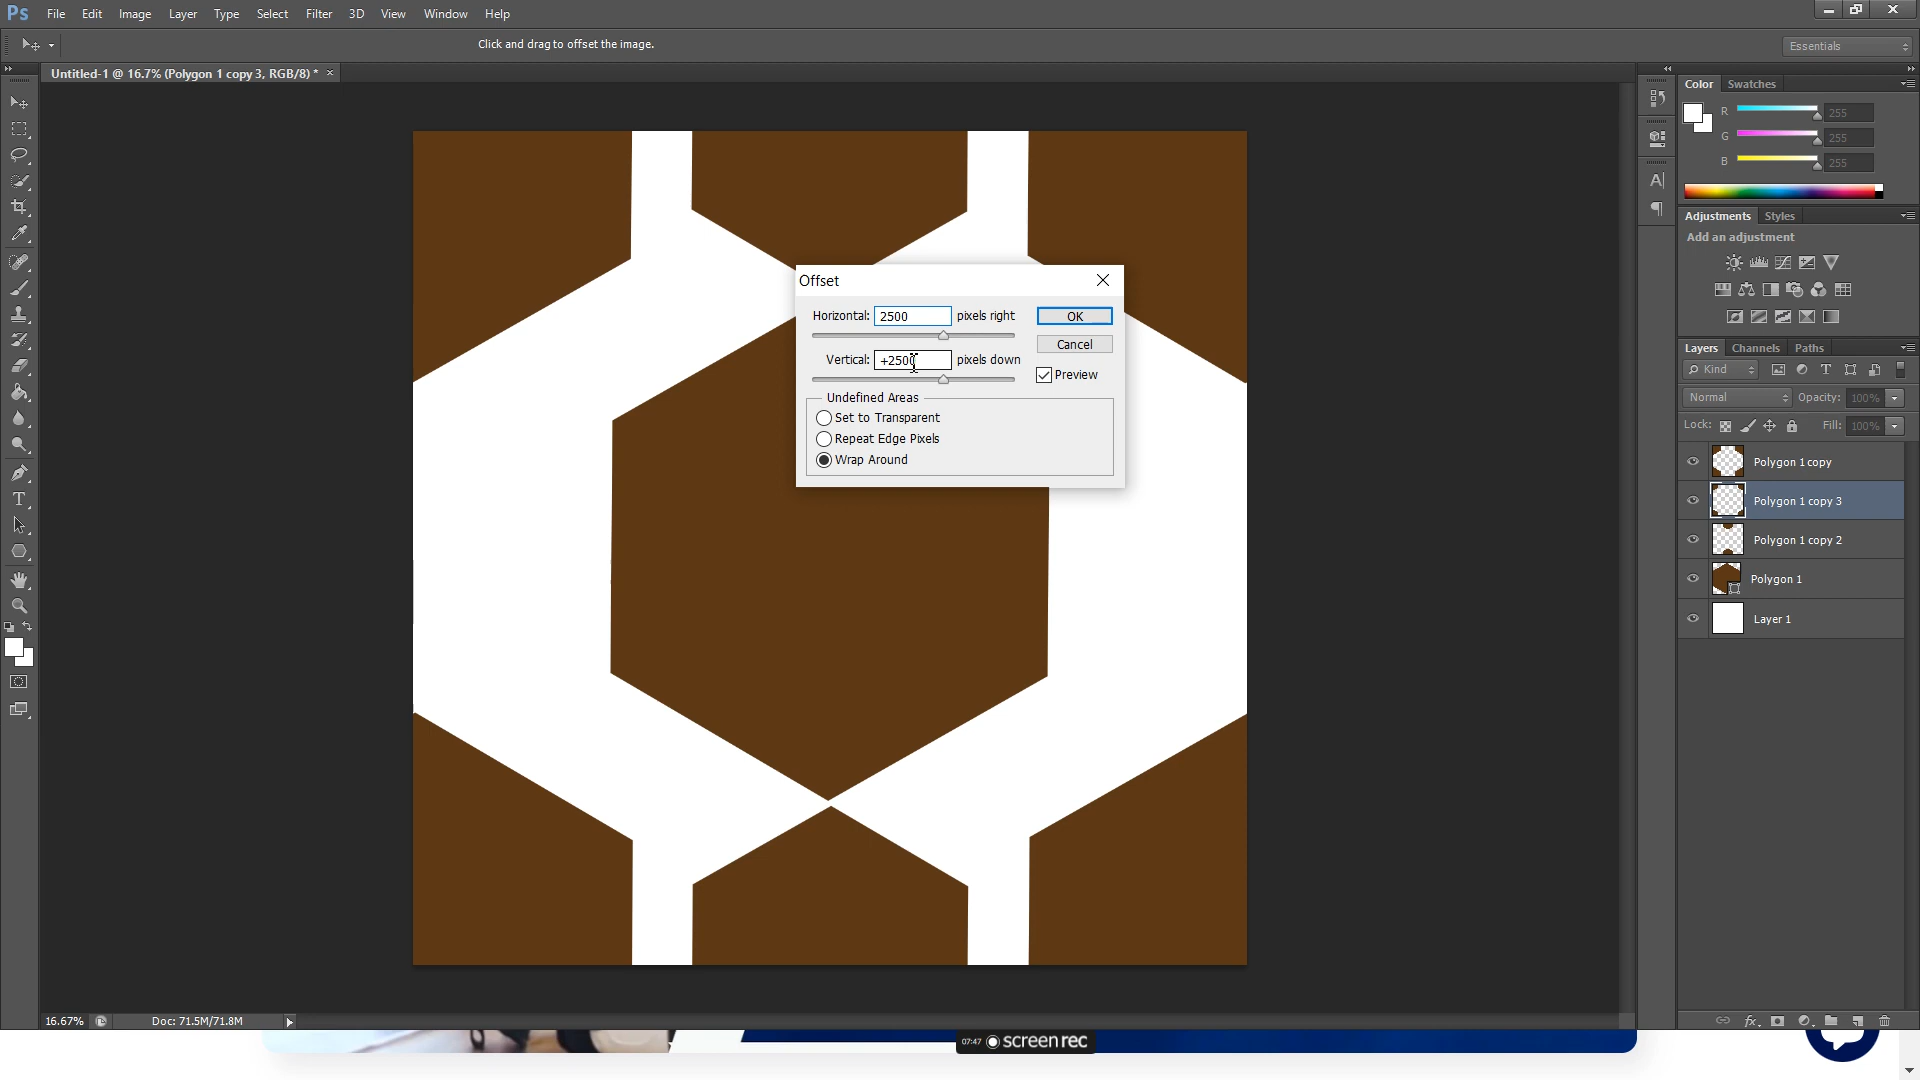 Ps File Edit Image Layer Type Select Filter 3D View Window Help
Click and drag to offset the image.
Essentials
Untitled-1 @ 16.7% (Polygon 1 copy 3, RGB/8) * ×
Color Swatches
R 255
G 255
B 255
Adjustments Styles
Add an adjustment
Offset
Horizontal: 2500 pixels right
OK
Vertical: +2500 pixels down
Cancel
Preview
Undefined Areas
Set to Transparent
Repeat Edge Pixels
Wrap Around
Layers Channels Paths
Kind
Normal Opacity: 100%
Lock: Fill: 100%
Polygon 1 copy
Polygon 1 copy 3
Polygon 1 copy 2
Polygon 1
Layer 1
16.67% Doc: 71.5M/71.8M
07:47 screenrec